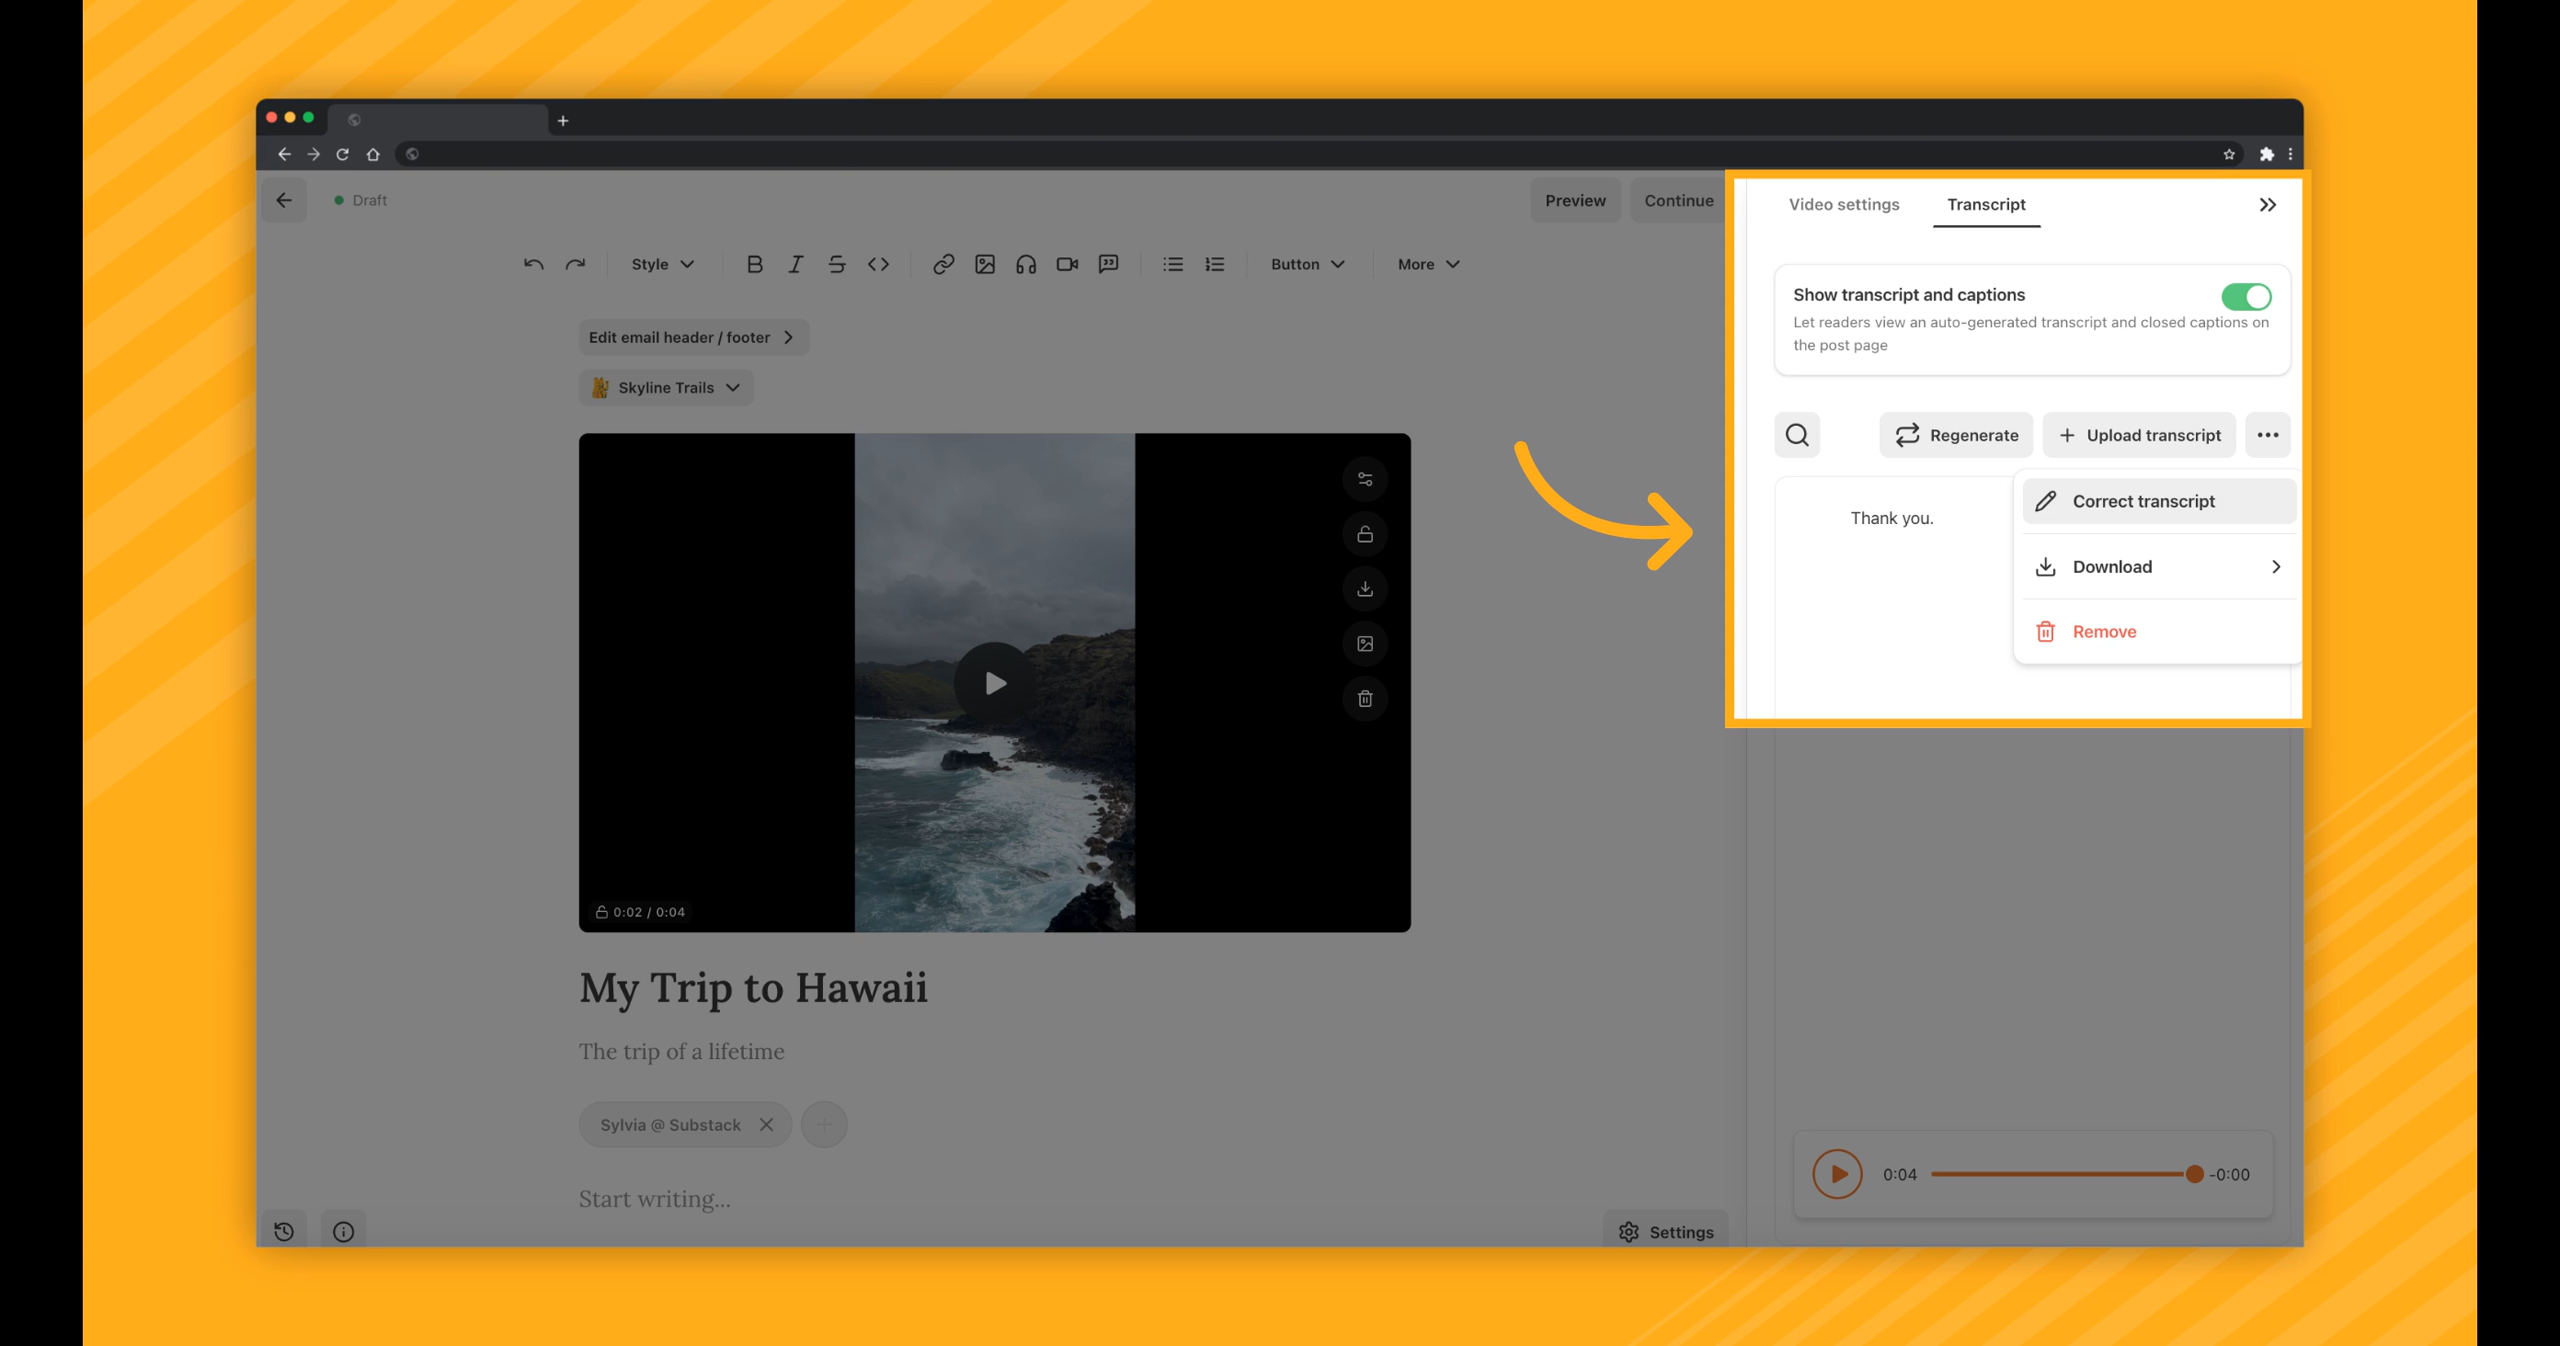 Draft
Preview
Continue
Style
Button
More
Edit email header / footer
Skyline Trails
0:02 / 0:04
My Trip to Hawaii
The trip of a lifetime
Sylvia @ Substack
Start writing...
Settings
Video settings
Transcript
Show transcript and captions
Let readers view an auto-generated transcript and closed captions on
the post page
Regenerate
Upload transcript
Thank you.
Correct transcript
Download
Remove
0:04
-0:00